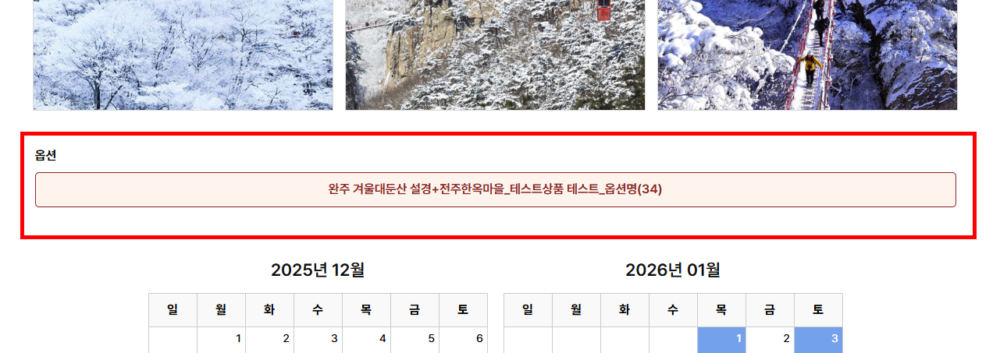 옵션
완주 겨울대둔산 설경+전주한옥마을_테스트상품 테스트_옵션명(34)
2025년 12월
2026년 01월
일 월 화 수 목 금 토
일 월 화 수 목 금 토
1 2 3 4 5 6
1 2 3